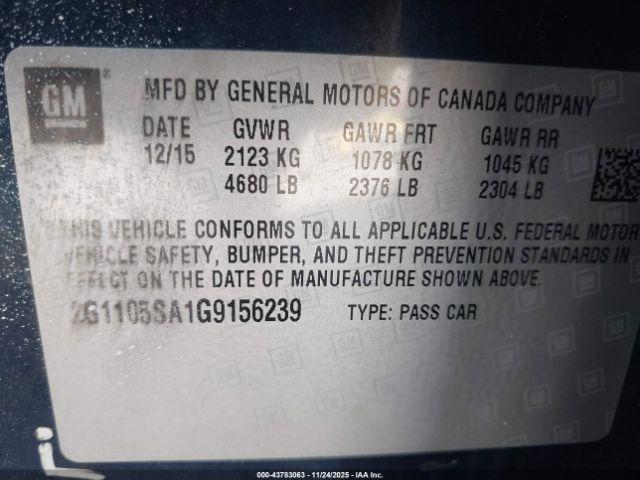 GM ®
MFD BY GENERAL MOTORS OF CANADA COMPANY
DATE GVWR GAWR FRT GAWR RR
12/15 2123 KG 1078 KG 1045 KG
4680 LB 2376 LB 2304 LB
THIS VEHICLE CONFORMS TO ALL APPLICABLE U.S. FEDERAL MOTOR
VEHICLE SAFETY, BUMPER, AND THEFT PREVENTION STANDARDS IN
EFFECT ON THE DATE OF MANUFACTURE SHOWN ABOVE.
2G1105SA1G9156239 TYPE: PASS CAR
000-43783063 - 11/24/2025 - IAA Inc.